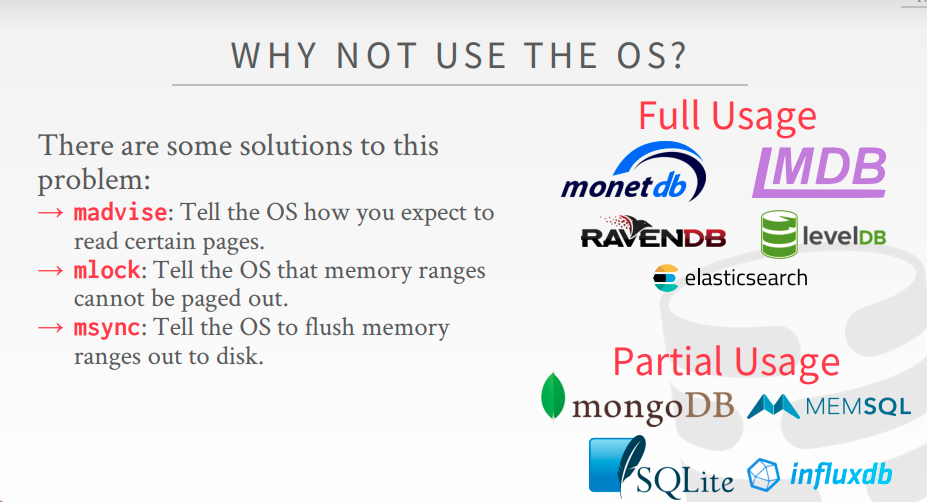 WHY NOT USE THE OS?
There are some solutions to this
problem:
→ madvise: Tell the OS how you expect to
read certain pages.
→ mlock: Tell the OS that memory ranges
cannot be paged out.
→ msync: Tell the OS to flush memory
ranges out to disk.
Full Usage
monetdb
LMDB
RAVENDB
levelDB
elasticsearch
Partial Usage
mongoDB
MEMSQL
SQLite
influxdb